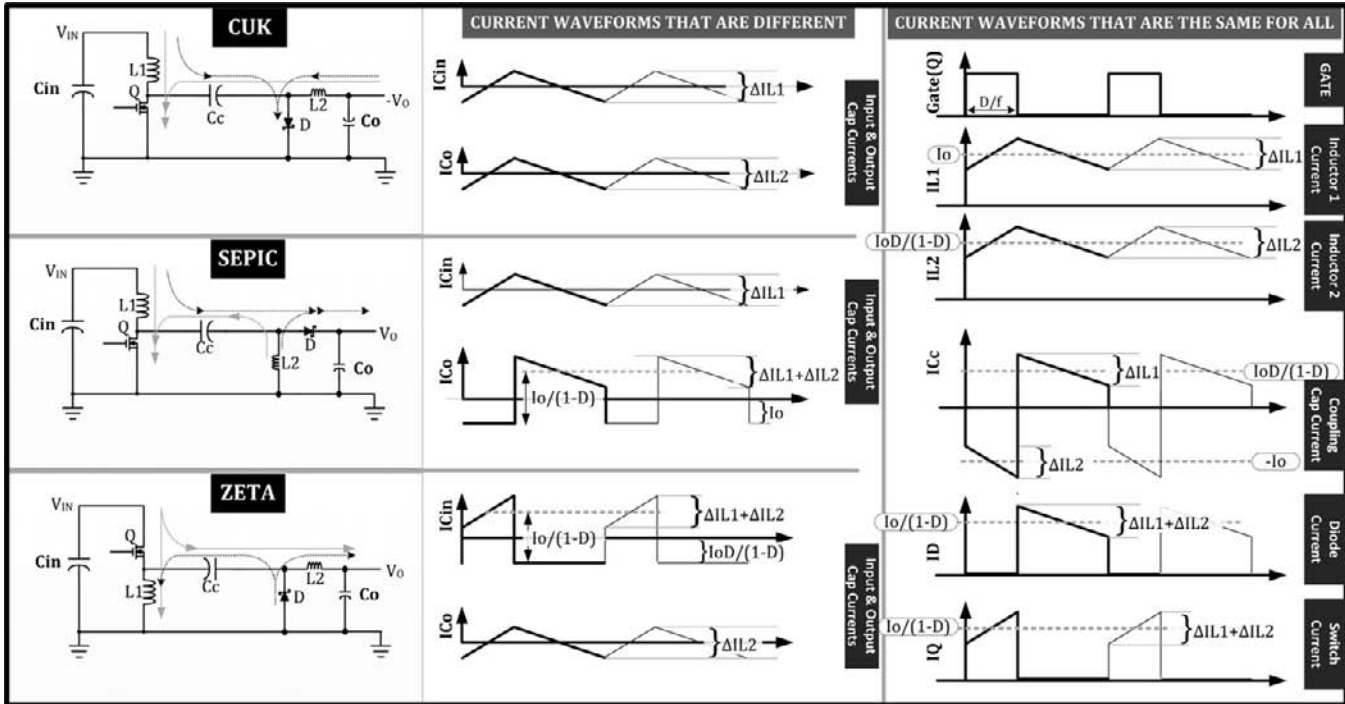 CUK
VIN
L1
Q
Cin
Cc
D
L2
-Vo
Co
SEPIC
VIN
L1
Q
Cin
Cc
L2
D
Vo
Co
ZETA
VIN
Q
Cin
L1
Cc
D
L2
Vo
Co
CURRENT WAVEFORMS THAT ARE DIFFERENT
ICin
ΔIL1
ICo
ΔIL2
Input & Output
Cap Currents
ICin
ΔIL1
ICo
Io/(1-D)
ΔIL1+ΔIL2
Io
Input & Output
Cap Currents
ICin
Io/(1-D)
ΔIL1+ΔIL2
IoD/(1-D)
ICo
ΔIL2
Input & Output
Cap Currents
CURRENT WAVEFORMS THAT ARE THE SAME FOR ALL
Gate(Q)
D/f
GATE
Io
IL1
ΔIL1
Inductor 1
Current
IoD/(1-D)
IL2
ΔIL2
Inductor 2
Current
ICc
ΔIL1
IoD/(1-D)
ΔIL2
-Io
Coupling
Cap Current
Io/(1-D)
ID
ΔIL1+ΔIL2
Diode
Current
Io/(1-D)
IQ
ΔIL1+ΔIL2
Switch
Current